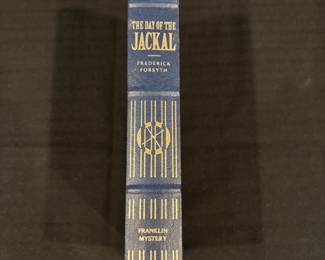 THE DAY OF THE
JACKAL
FREDERICK
FORSYTH
FRANKLIN
MYSTERY